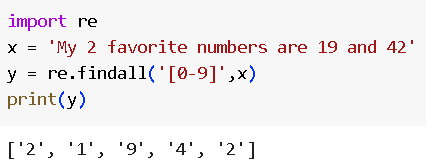 import re
x = 'My 2 favorite numbers are 19 and 42'
y = re.findall('[0-9]',x)
print(y)
['2', '1', '9', '4', '2']